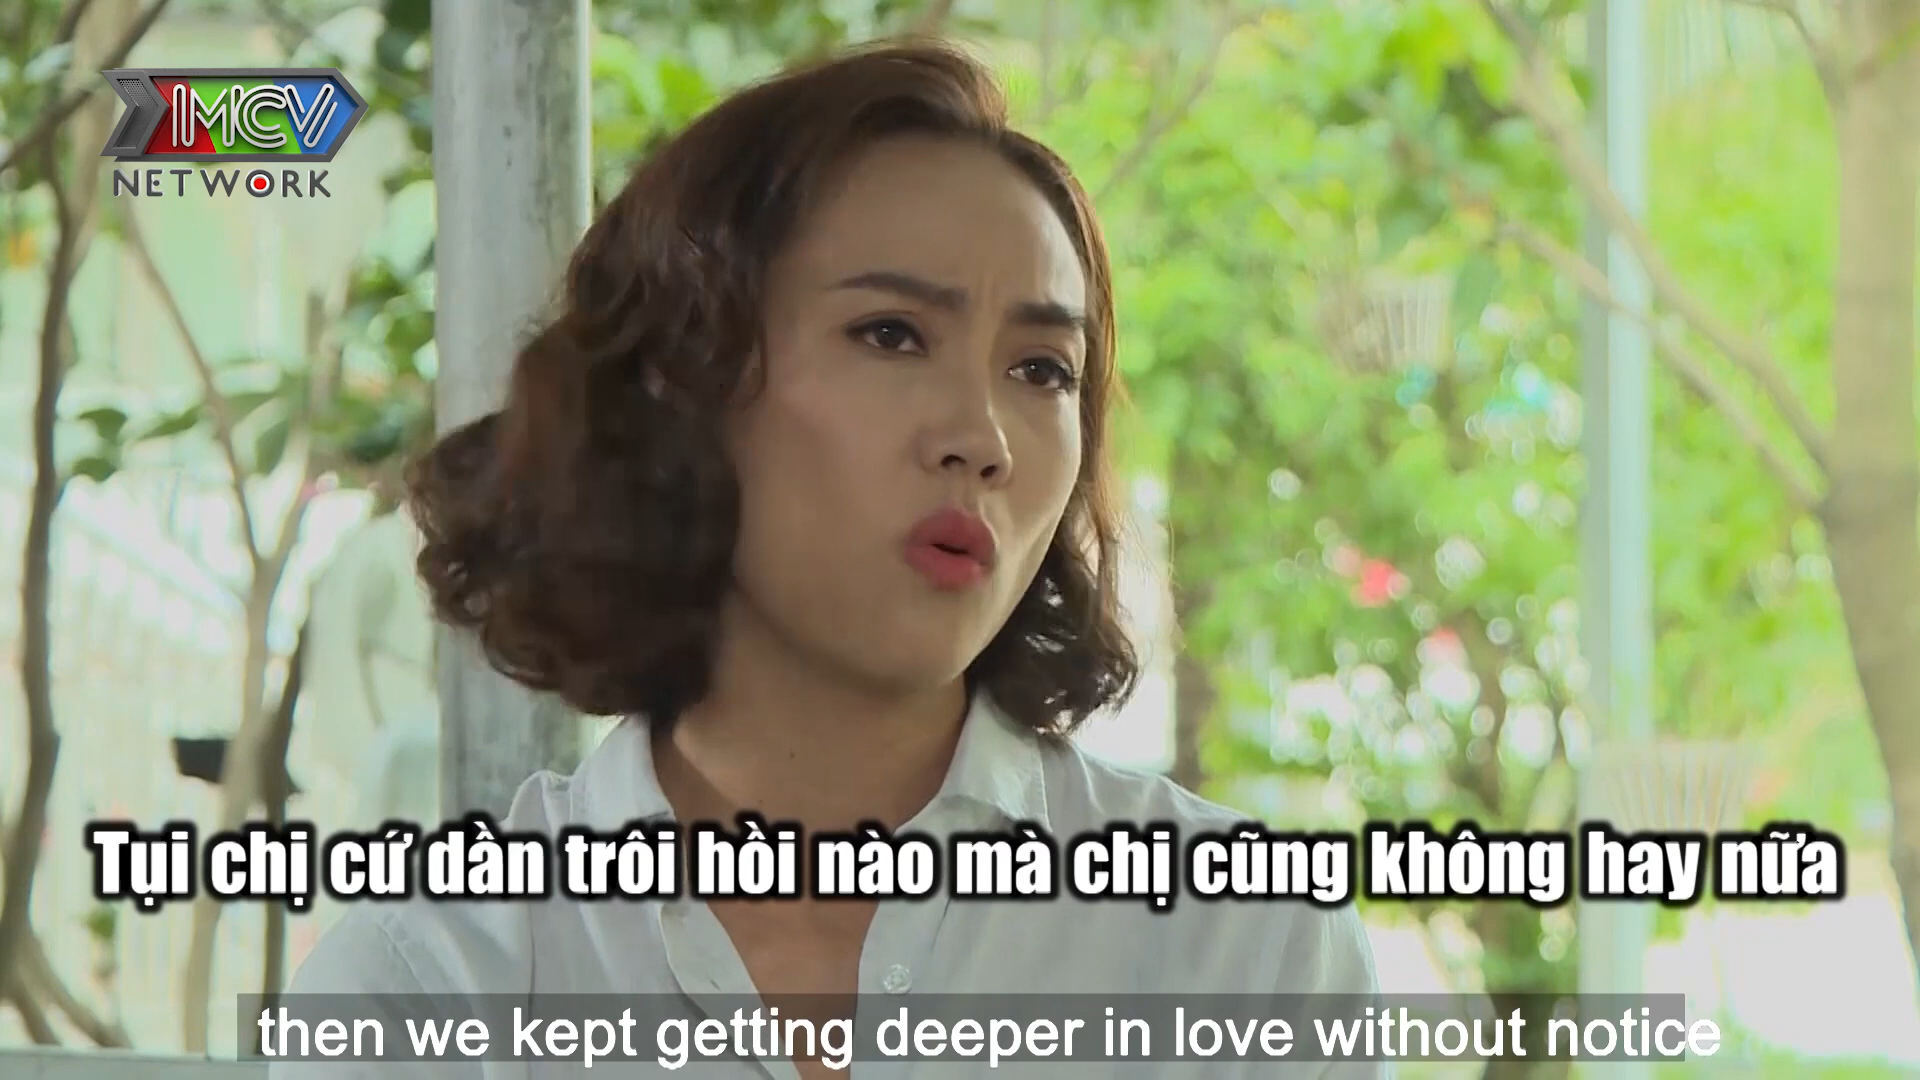 MCV
NETWORK
Tụi chị cứ dần trôi hồi nào mà chị cũng không hay nữa
then we kept getting deeper in love without notice